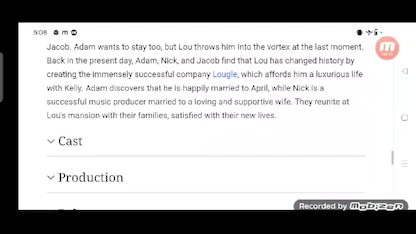 5:08
Jacob. Adam wants to stay too, but Lou throws him into the vortex at the last moment.
Back in the present day, Adam, Nick, and Jacob find that Lou has changed history by
creating the immensely successful company Lougle, which affords him a luxurious life
with Kelly. Adam discovers that he is happily married to April, while Nick is a
successful music producer married to a loving and supportive wife. They reunite at
Lou's mansion with their families, satisfied with their new lives.
Cast
Production
Recorded by Mobizen